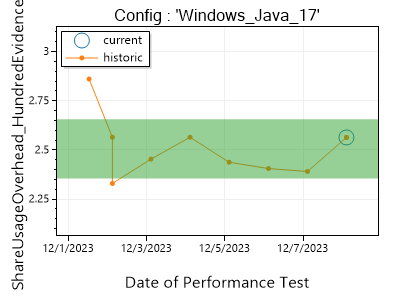 Config : 'Windows_Java_17'
ShareUsageOverhead_HundredEvidence
current
historic
3
2.75
2.5
2.25
12/1/2023
12/3/2023
12/5/2023
12/7/2023
Date of Performance Test